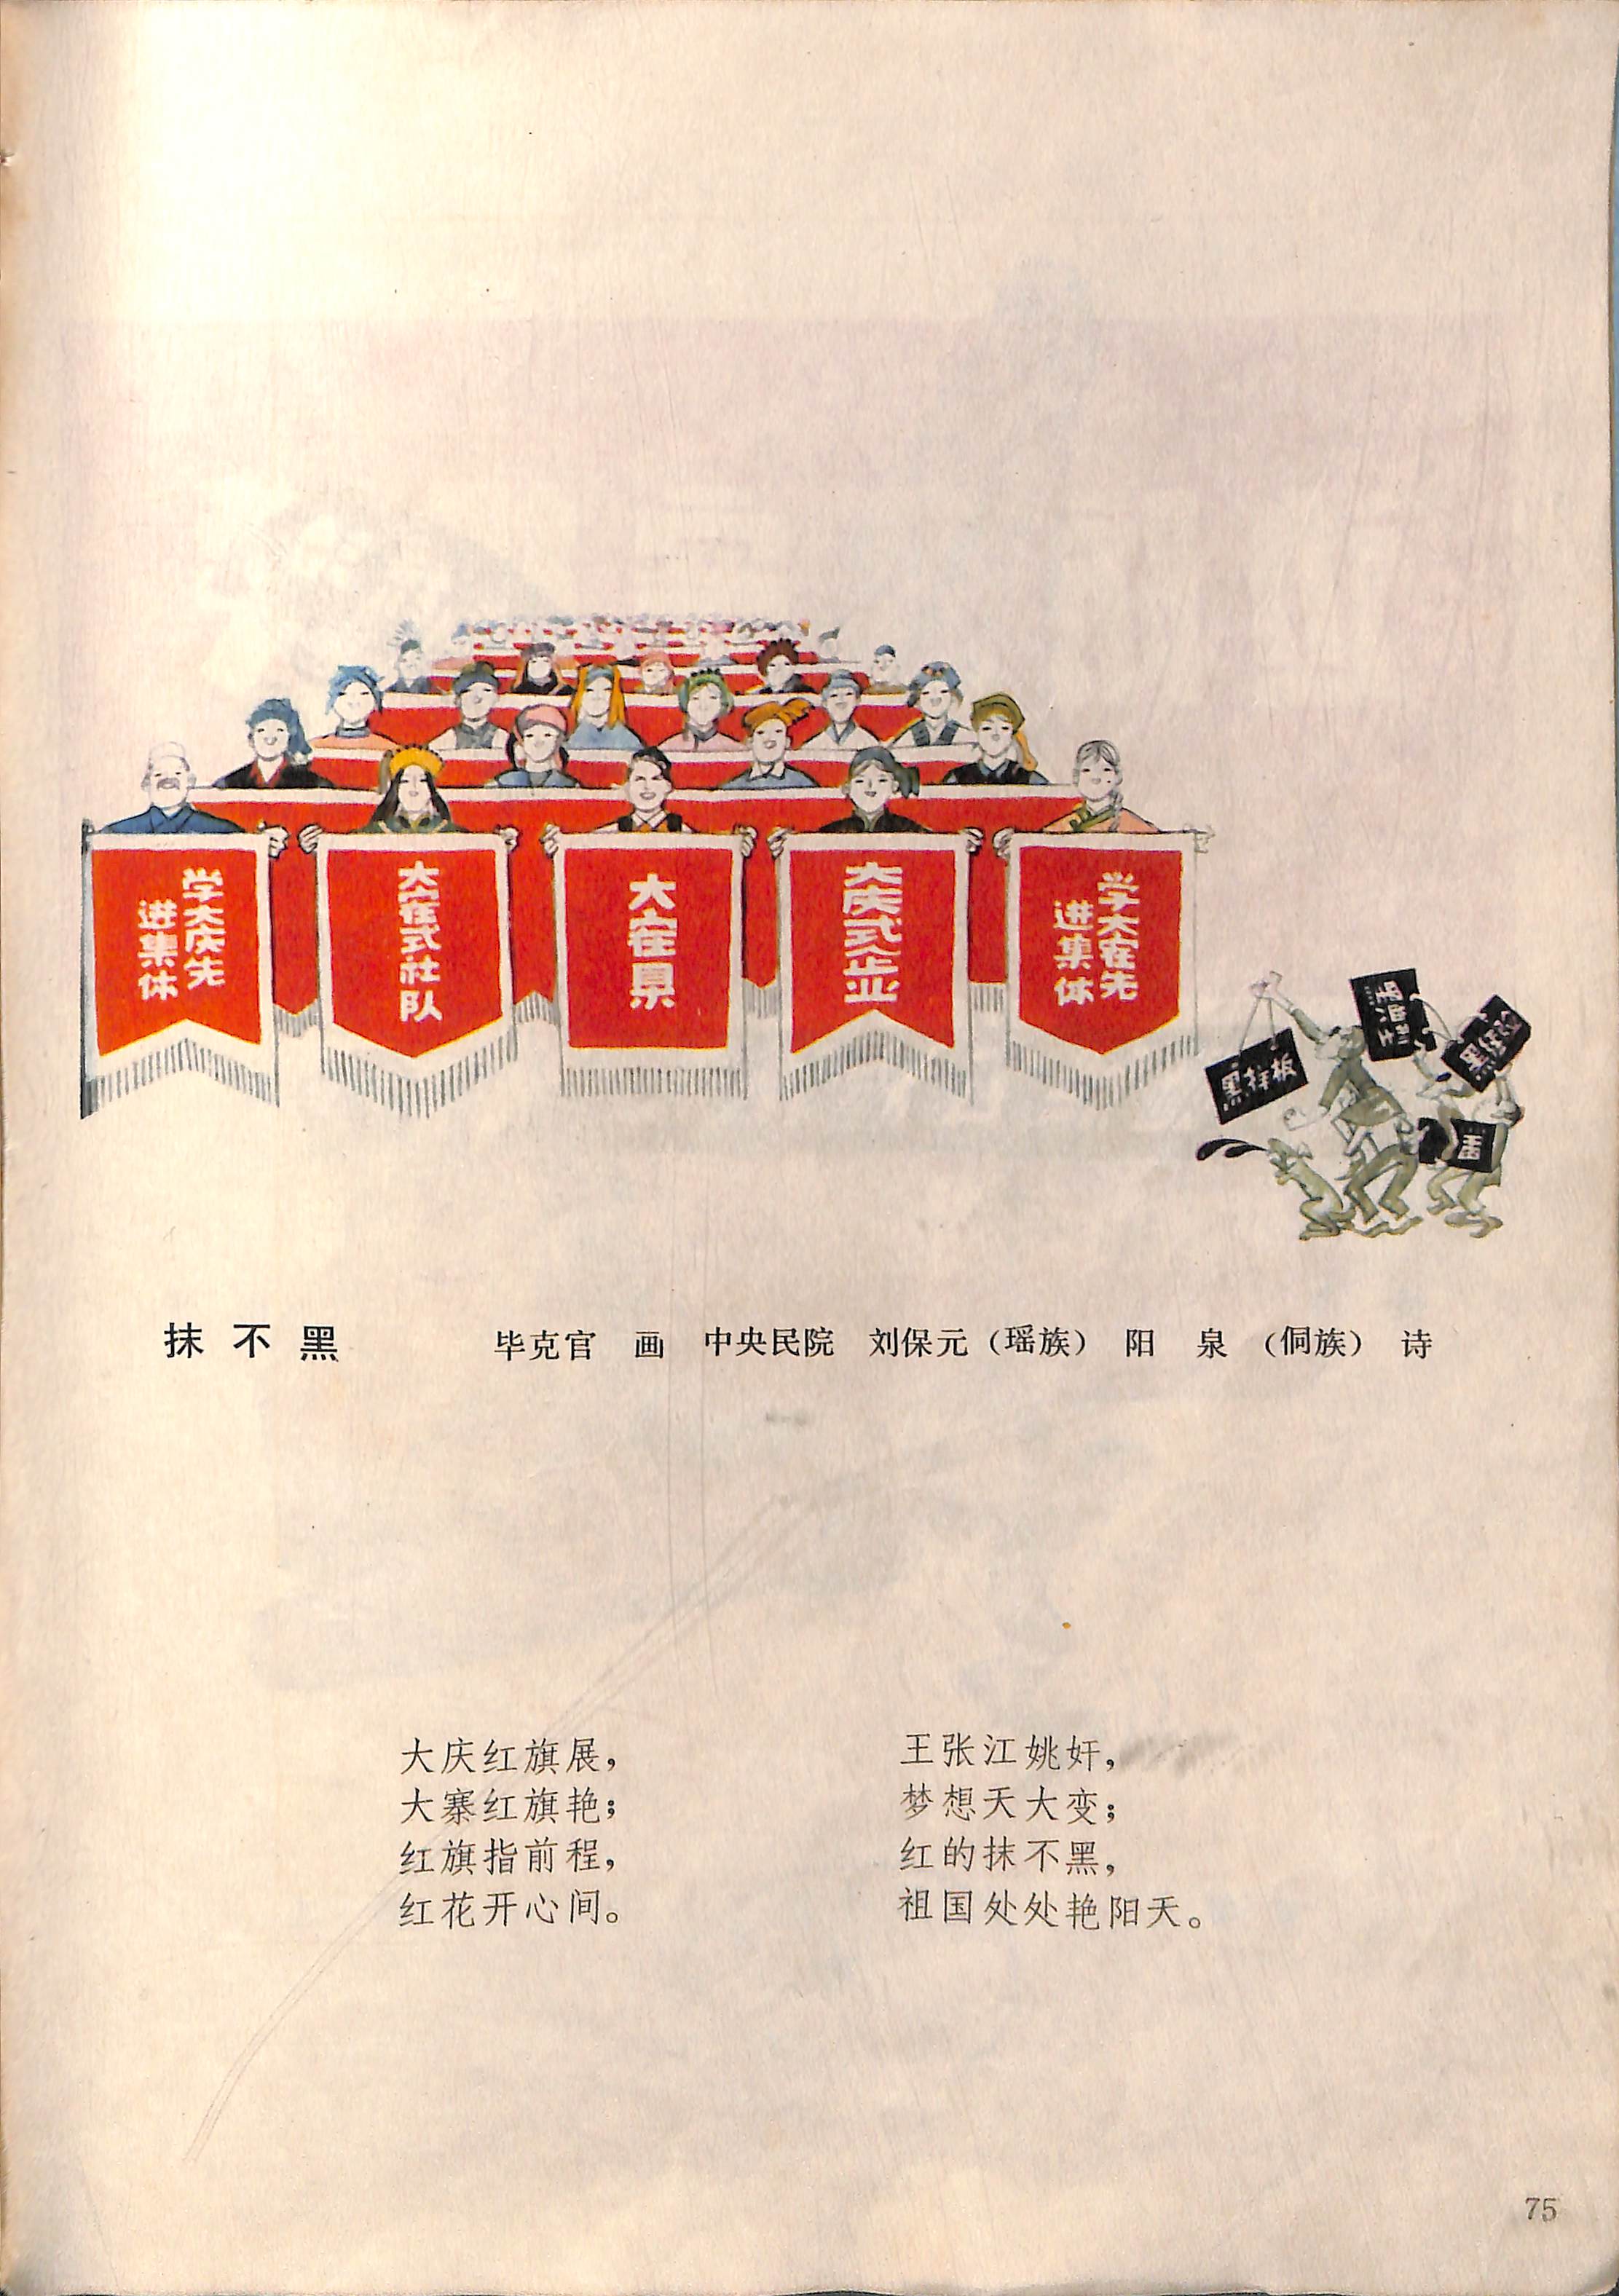 学大庆先
进集体
大寨式社队
大寨县
大庆式企业
学大寨先
进集体
黑样板
抹不黑 毕克官 画 中央民院 刘保元（瑶族） 阳 泉 （侗族） 诗
大庆红旗展，
大寨红旗艳；
红旗指前程，
红花开心间。
王张江姚奸，
梦想天大变；
红的抹不黑，
祖国处处艳阳天。
75